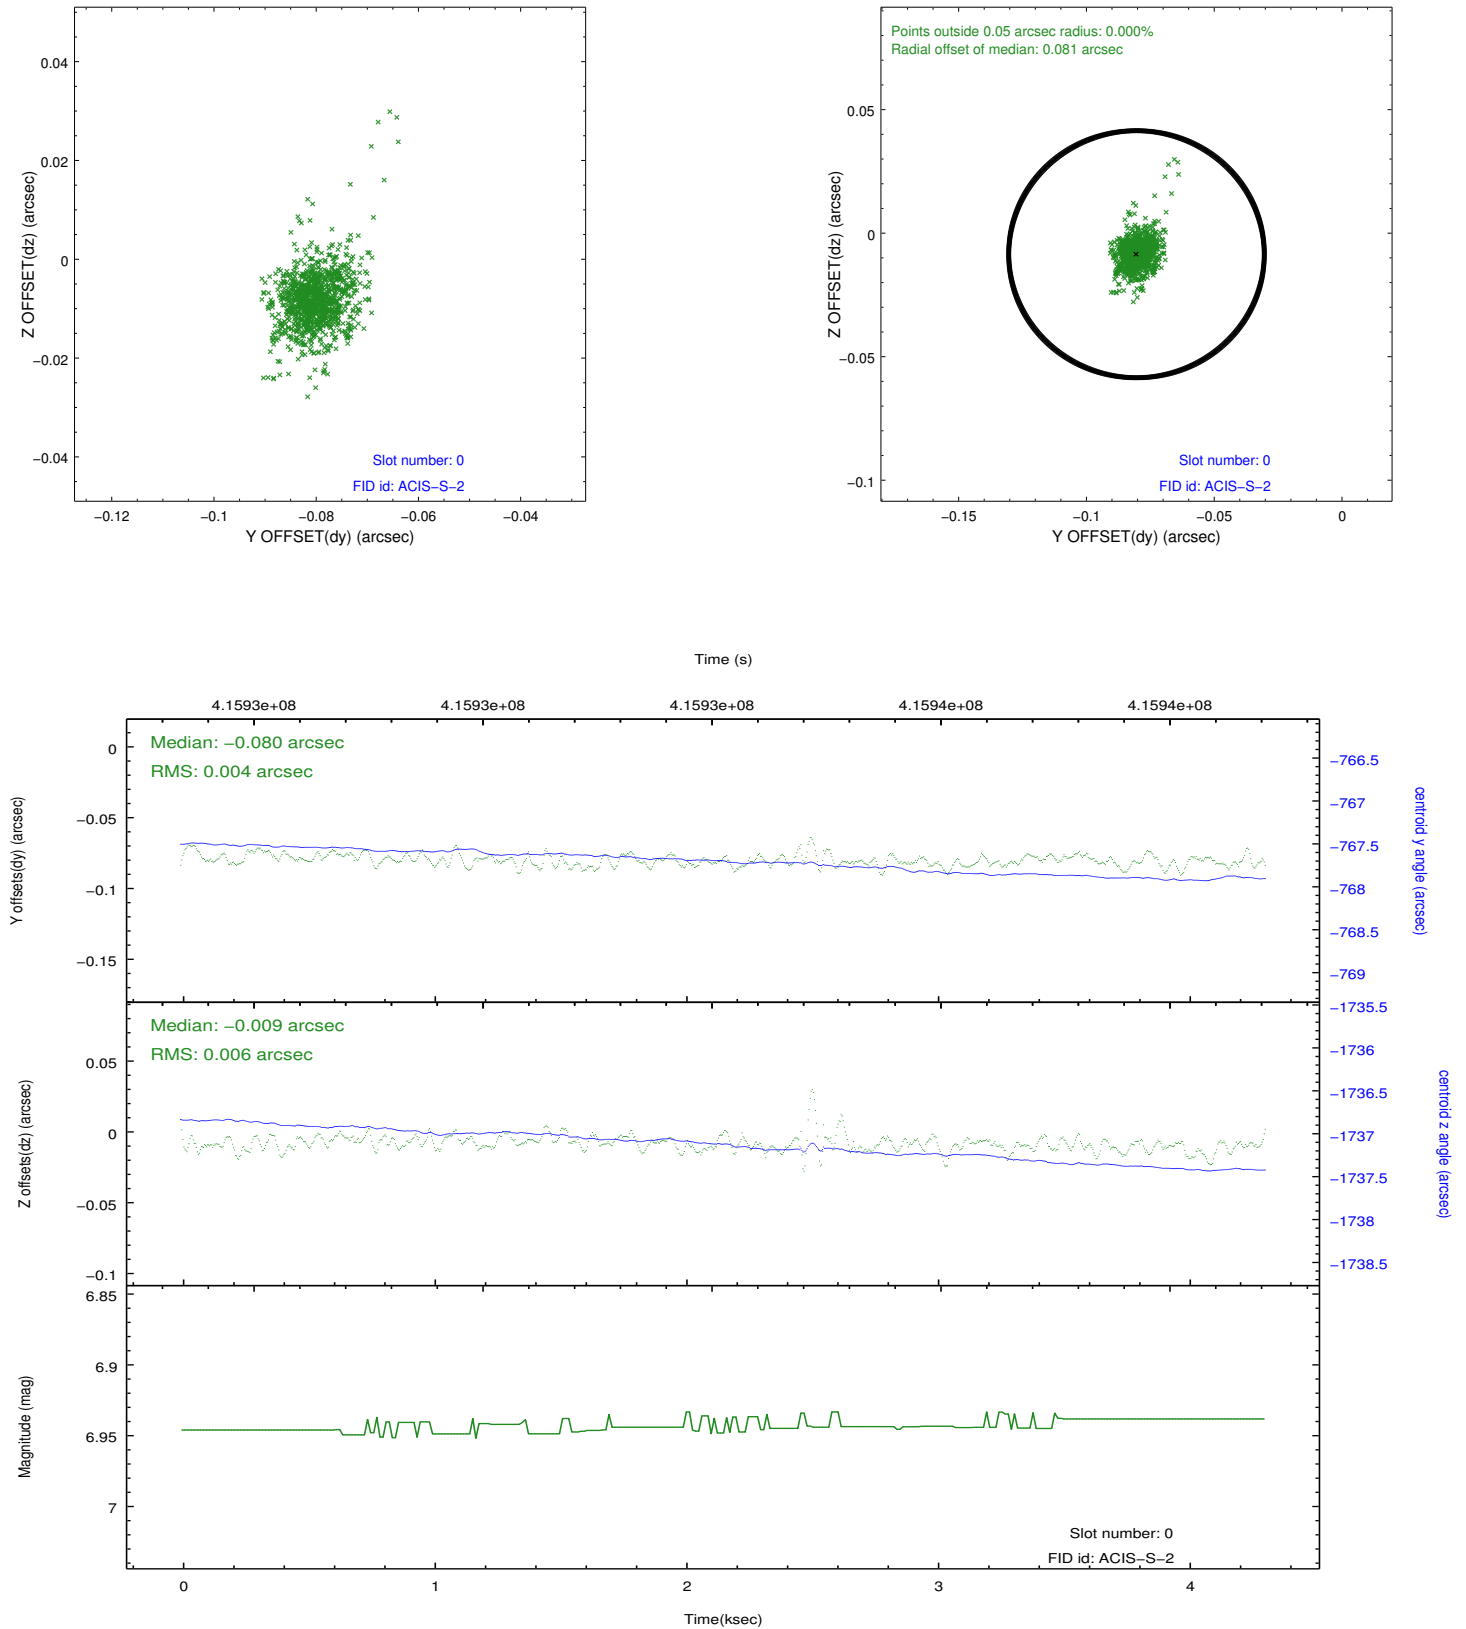 0.04
0.02
0
−0.02
−0.04
Z OFFSET(dz) (arcsec)
Slot number: 0
FID id: ACIS−S−2
−0.12 −0.1 −0.08 −0.06 −0.04
Y OFFSET(dy) (arcsec)
Points outside 0.05 arcsec radius: 0.000%
Radial offset of median: 0.081 arcsec
0.05
0
−0.05
−0.1
Z OFFSET(dz) (arcsec)
Slot number: 0
FID id: ACIS−S−2
−0.15 −0.1 −0.05 0
Y OFFSET(dy) (arcsec)
Time (s)
4.1593e+08 4.1593e+08 4.1593e+08 4.1594e+08 4.1594e+08
Median: −0.080 arcsec
RMS: 0.004 arcsec
0
−0.05
−0.1
−0.15
Y offsets(dy) (arcsec)
−766.5
−767
−767.5
−768
−768.5
−769
centroid y angle (arcsec)
Median: −0.009 arcsec
RMS: 0.006 arcsec
0.05
0
−0.05
−0.1
Z offsets(dz) (arcsec)
−1735.5
−1736
−1736.5
−1737
−1737.5
−1738
−1738.5
centroid z angle (arcsec)
6.85
6.9
6.95
7
Magnitude (mag)
Slot number: 0
FID id: ACIS−S−2
0 1 2 3 4
Time(ksec)